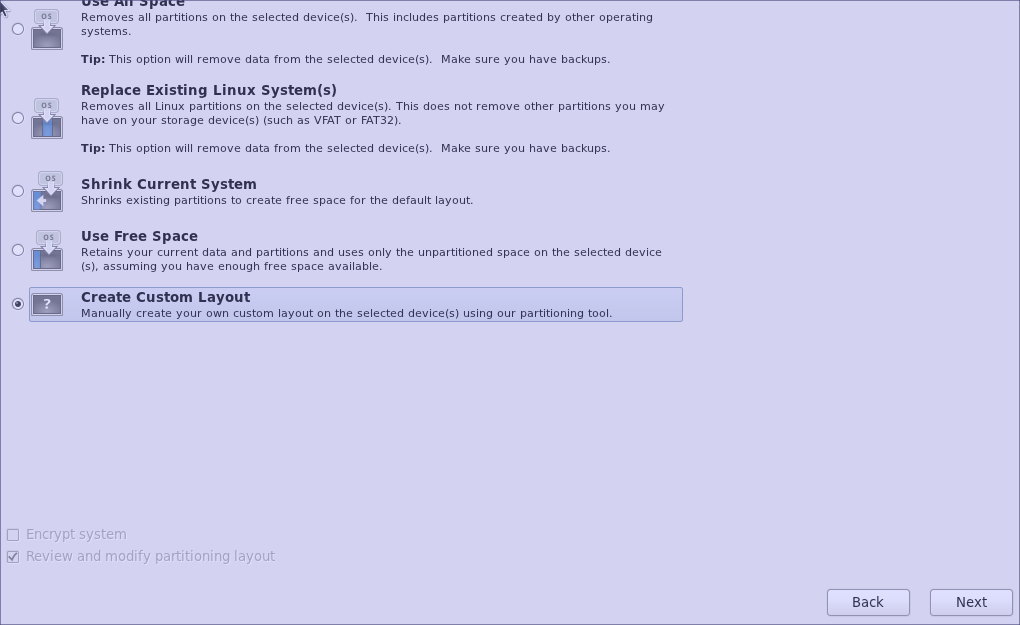 Use All Space
OS
Removes all partitions on the selected device(s).  This includes partitions created by other operating
systems.
Tip: This option will remove data from the selected device(s).  Make sure you have backups.
Replace Existing Linux System(s)
OS
Removes all Linux partitions on the selected device(s). This does not remove other partitions you may
have on your storage device(s) (such as VFAT or FAT32).
Tip: This option will remove data from the selected device(s).  Make sure you have backups.
OS
Shrink Current System
Shrinks existing partitions to create free space for the default layout.
OS
Use Free Space
Retains your current data and partitions and uses only the unpartitioned space on the selected device
(s), assuming you have enough free space available.
?
Create Custom Layout
Manually create your own custom layout on the selected device(s) using our partitioning tool.
Encrypt system
Review and modify partitioning layout
Back
Next